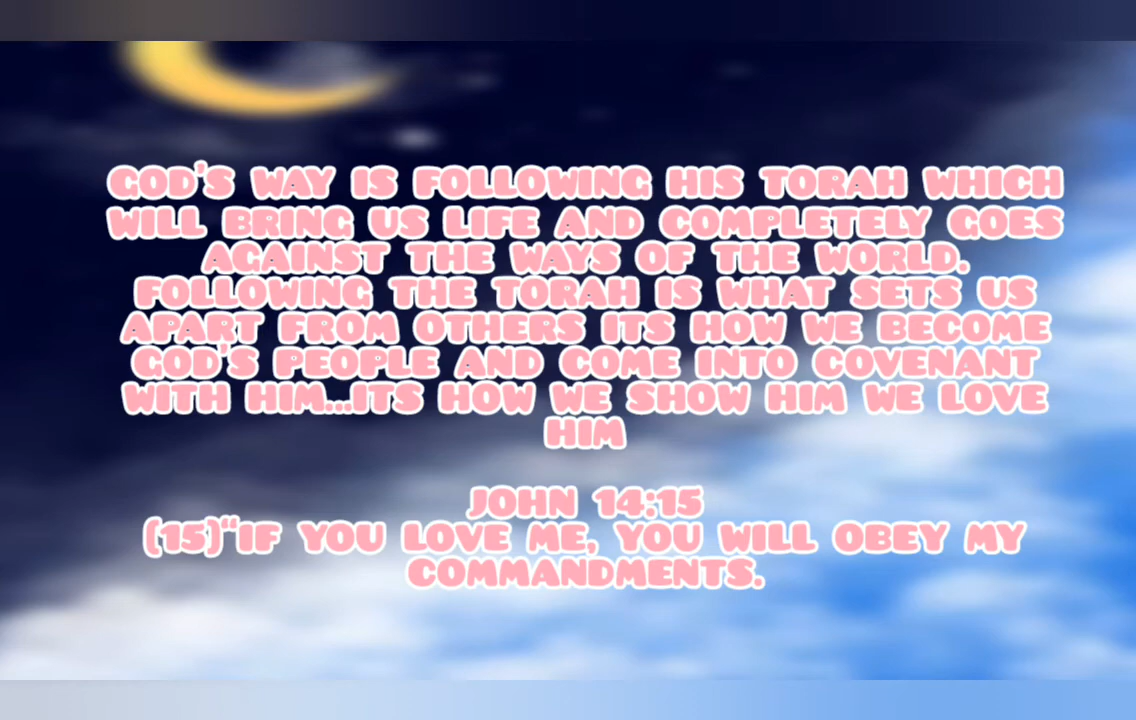 GOD'S WAY IS FOLLOWING HIS TORAH WHICH
WILL BRING US LIFE AND COMPLETELY GOES
AGAINST THE WAYS OF THE WORLD.
FOLLOWING THE TORAH IS WHAT SETS US
APART FROM OTHERS ITS HOW WE BECOME
GOD'S PEOPLE AND COME INTO COVENANT
WITH HIM...ITS HOW WE SHOW HIM WE LOVE
HIM
JOHN 14:15
(15)“IF YOU LOVE ME, YOU WILL OBEY MY
COMMANDMENTS.